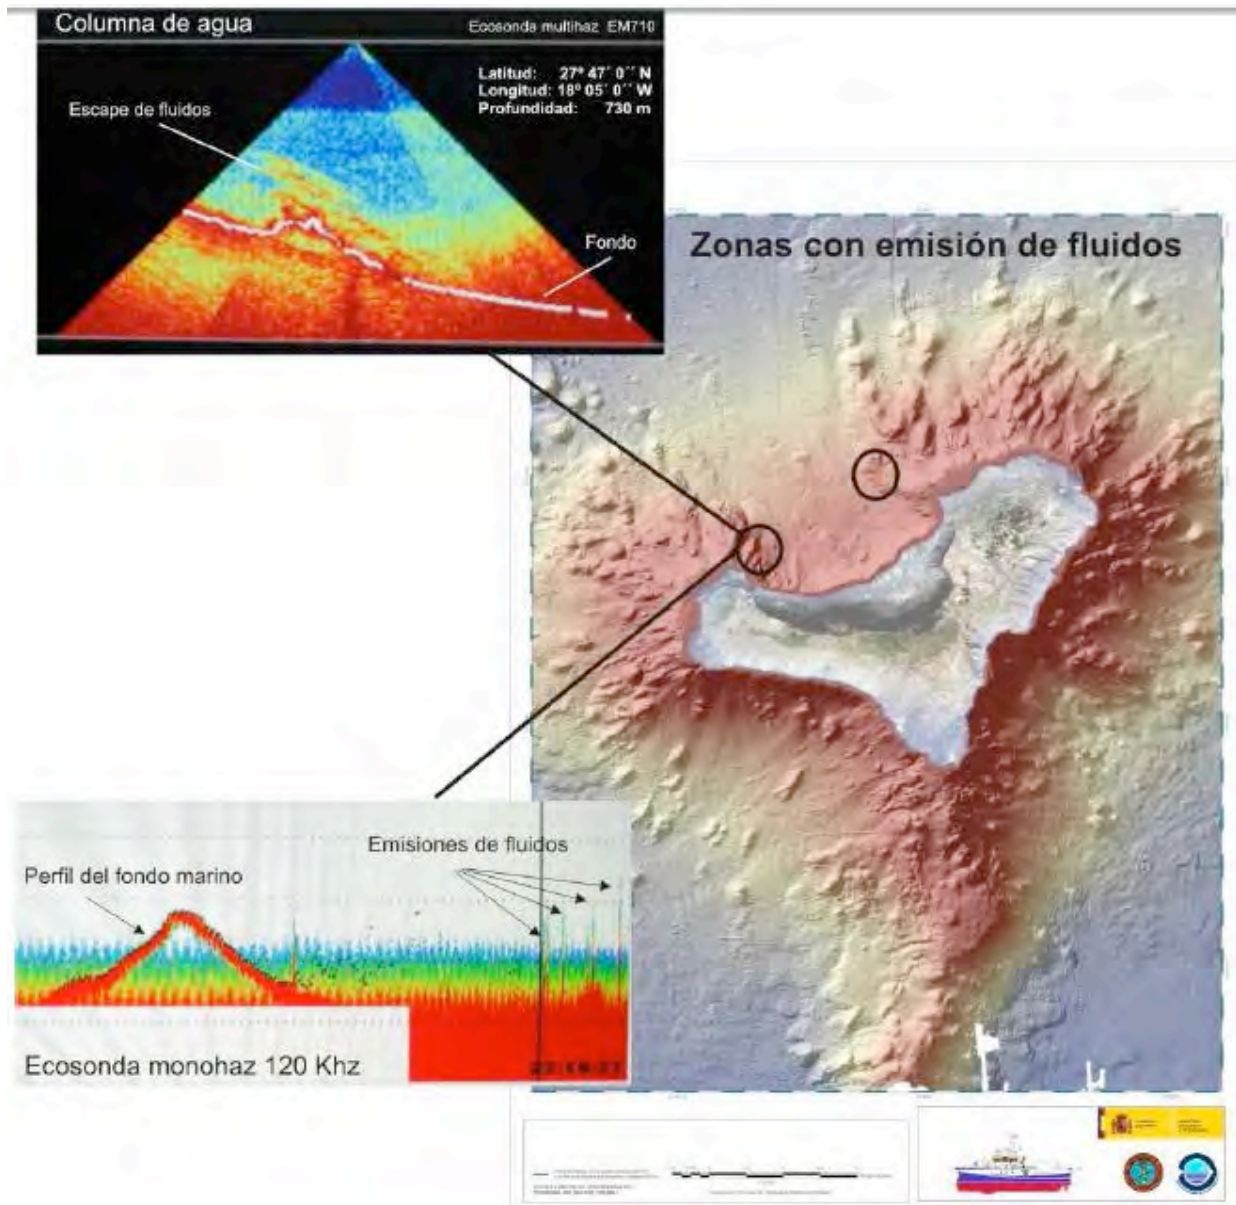 Columna de agua
Ecosonda multihaz EM710
Latitud: 27º 47´ 0´´ N
Longitud: 18º 05´ 0´´ W
Profundidad: 730 m
Escape de fluidos
Fondo
Zonas con emisión de fluidos
Emisiones de fluidos
Perfil del fondo marino
Ecosonda monohaz 120 Khz